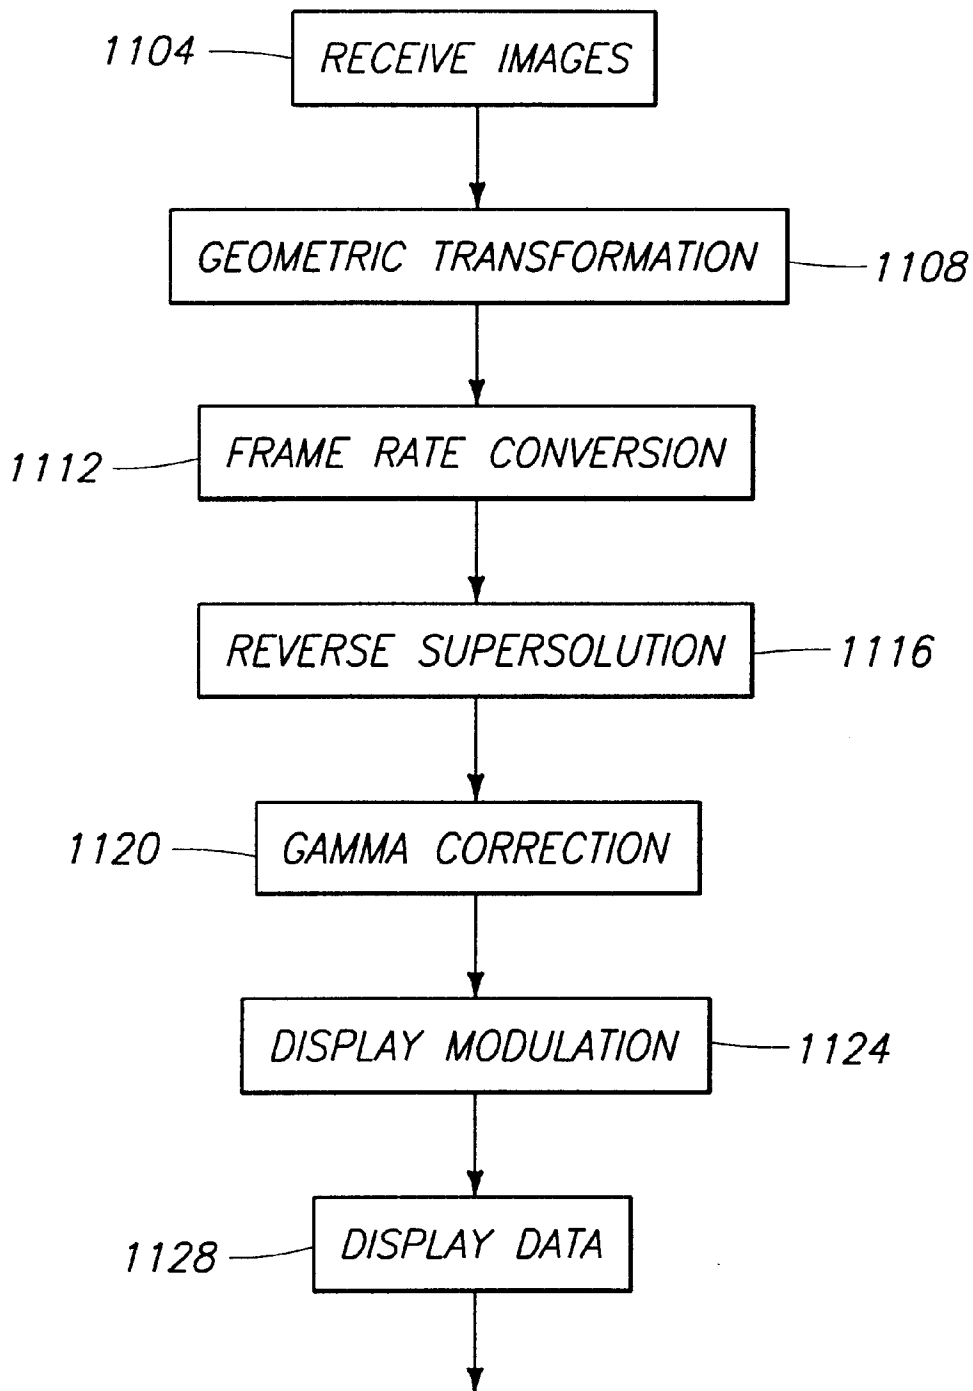 1104 RECEIVE IMAGES
GEOMETRIC TRANSFORMATION 1108
1112 FRAME RATE CONVERSION
REVERSE SUPERSOLUTION 1116
1120 GAMMA CORRECTION
DISPLAY MODULATION 1124
1128 DISPLAY DATA